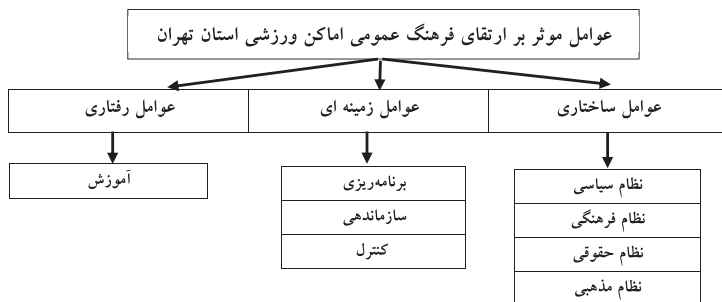 عوامل موثر بر ارتقای فرهنگ عمومی اماکن ورزشی استان تهران
عوامل ساختاری
عوامل زمینه ای
عوامل رفتاری
نظام سیاسی
نظام فرهنگی
نظام حقوقی
نظام مذهبی
برنامه‌ریزی
سازماندهی
کنترل
آموزش